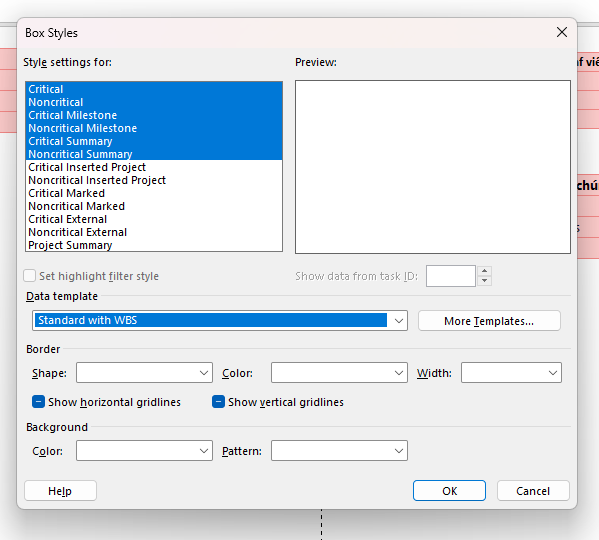 Box Styles
Style settings for:
Preview:
af viê
Critical
Noncritical
Critical Milestone
Noncritical Milestone
Critical Summary
Noncritical Summary
Critical Inserted Project
Noncritical Inserted Project
Critical Marked
Noncritical Marked
Critical External
Noncritical External
Project Summary
Set highlight filter style
Show data from task ID:
Data template
Standard with WBS
More Templates...
Border
Shape:
Color:
Width:
Show horizontal gridlines
Show vertical gridlines
Background
Color:
Pattern:
Help
OK
Cancel